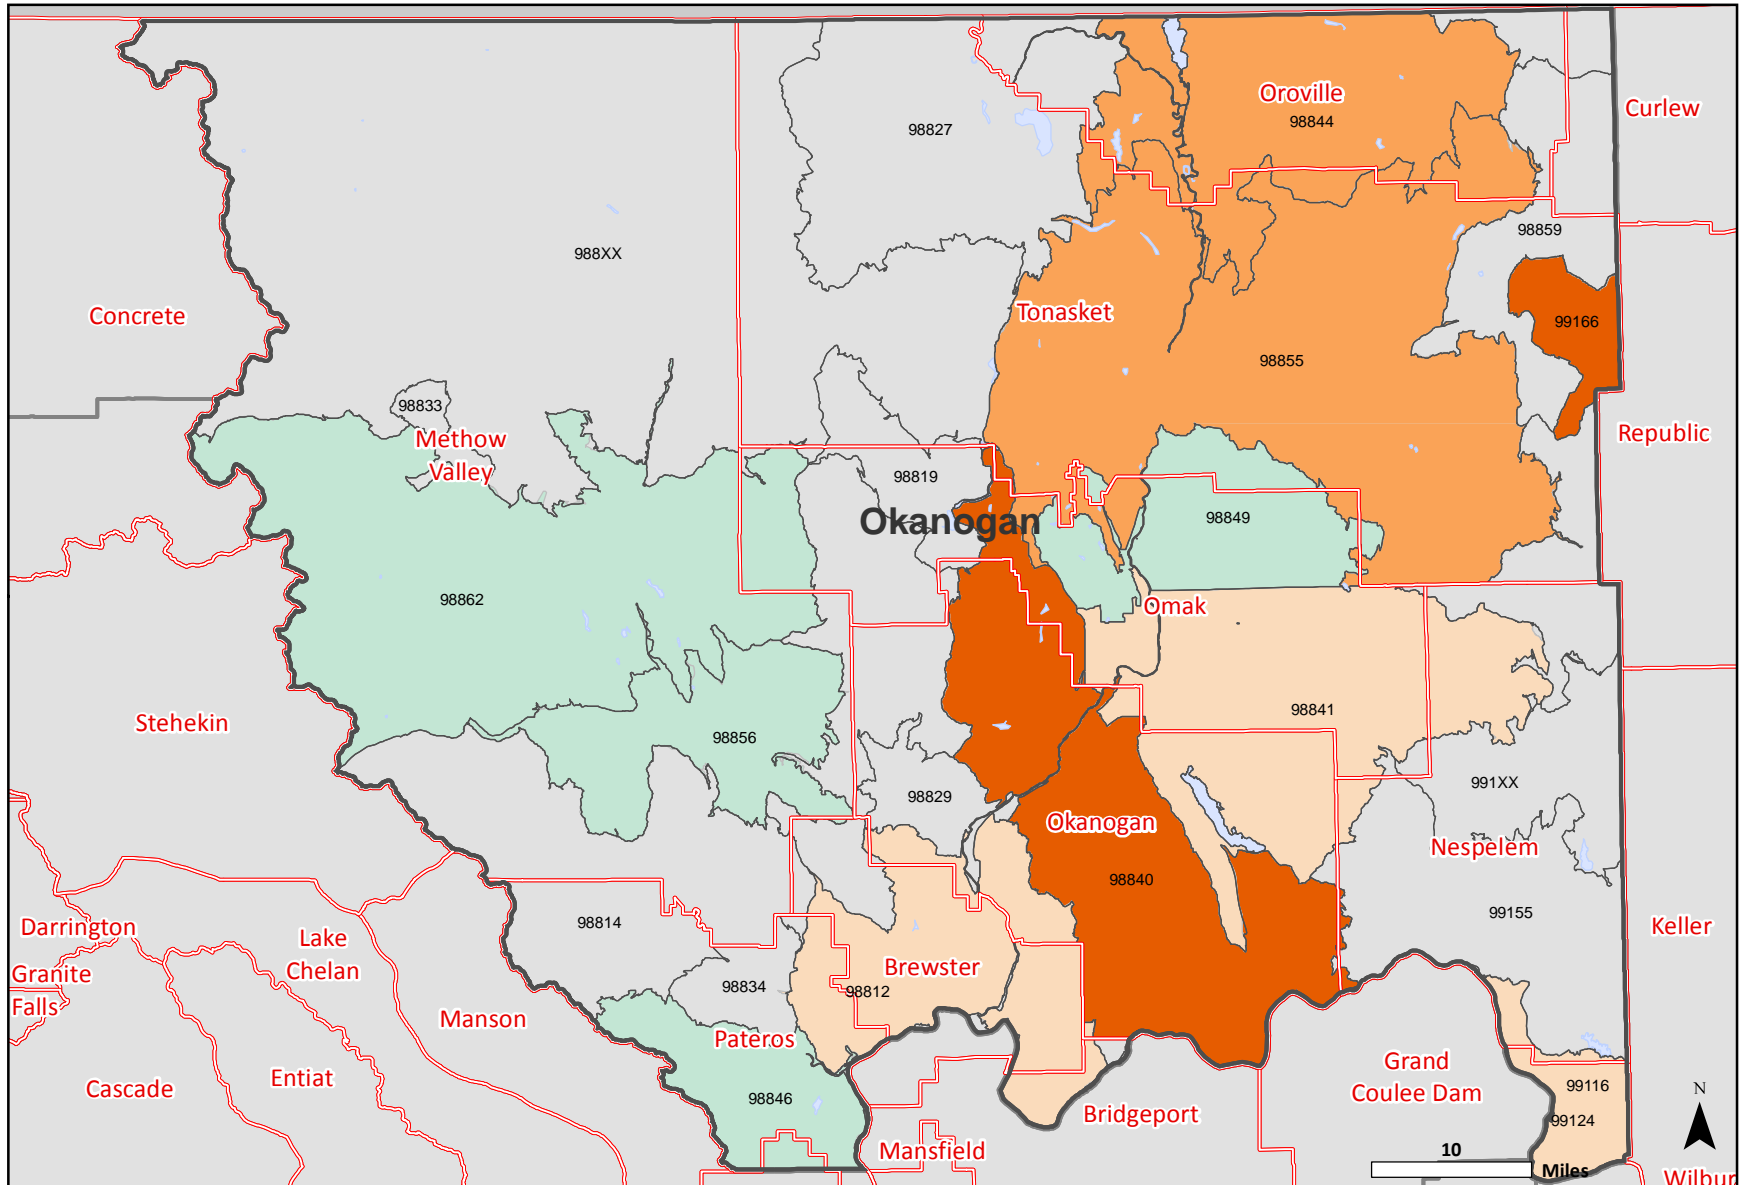 Oroville
98844
Curlew
98827
98859
988XX
Concrete
Tonasket
99166
98855
98833
Methow
Valley
Republic
98819
Okanogan
98849
98862
Omak
Stehekin
98856
98841
98829
991XX
Okanogan
Nespelem
98840
98814
99155
Darrington
Lake
Chelan
Keller
Granite
Falls
Brewster
98834
98812
Manson
Pateros
Cascade
Entiat
98846
Grand
Coulee Dam
99116
99124
Bridgeport
Mansfield
N
10
Miles
Wilbur